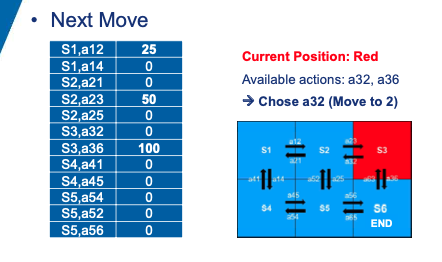 • Next Move
S1,a12 25
S1,a14 0
S2,a21 0
S2,a23 50
S2,a25 0
S3,a32 0
S3,a36 100
S4,a41 0
S4,a45 0
S5,a54 0
S5,a52 0
S5,a56 0
Current Position: Red
Available actions: a32, a36
→ Chose a32 (Move to 2)
a12 a23
S1 S2 S3
a21 a32
a41 a14 a52 a25 a63 a36
a45 a56
S4 S5 S6
a54 a65
END